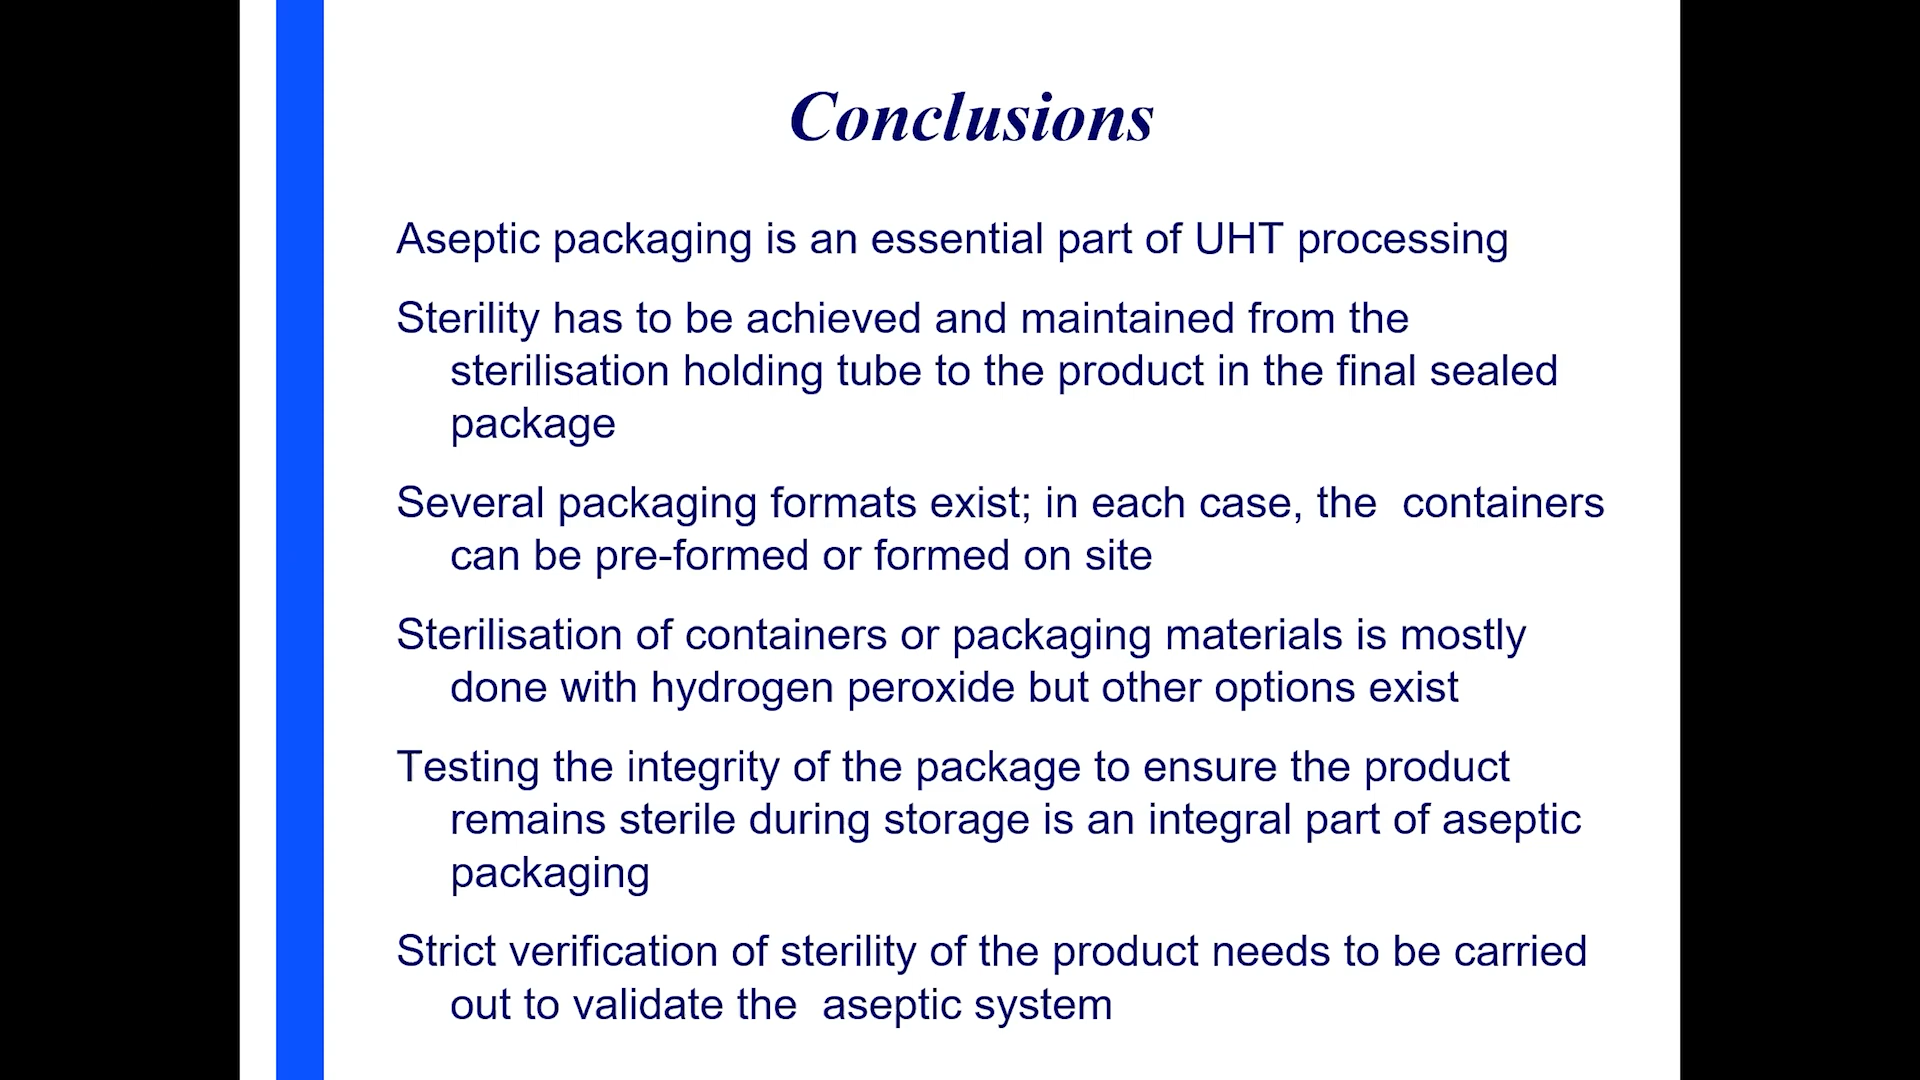 Conclusions
Aseptic packaging is an essential part of UHT processing
Sterility has to be achieved and maintained from the
sterilisation holding tube to the product in the final sealed
package
Several packaging formats exist; in each case, the  containers
can be pre-formed or formed on site
Sterilisation of containers or packaging materials is mostly
done with hydrogen peroxide but other options exist
Testing the integrity of the package to ensure the product
remains sterile during storage is an integral part of aseptic
packaging
Strict verification of sterility of the product needs to be carried
out to validate the  aseptic system